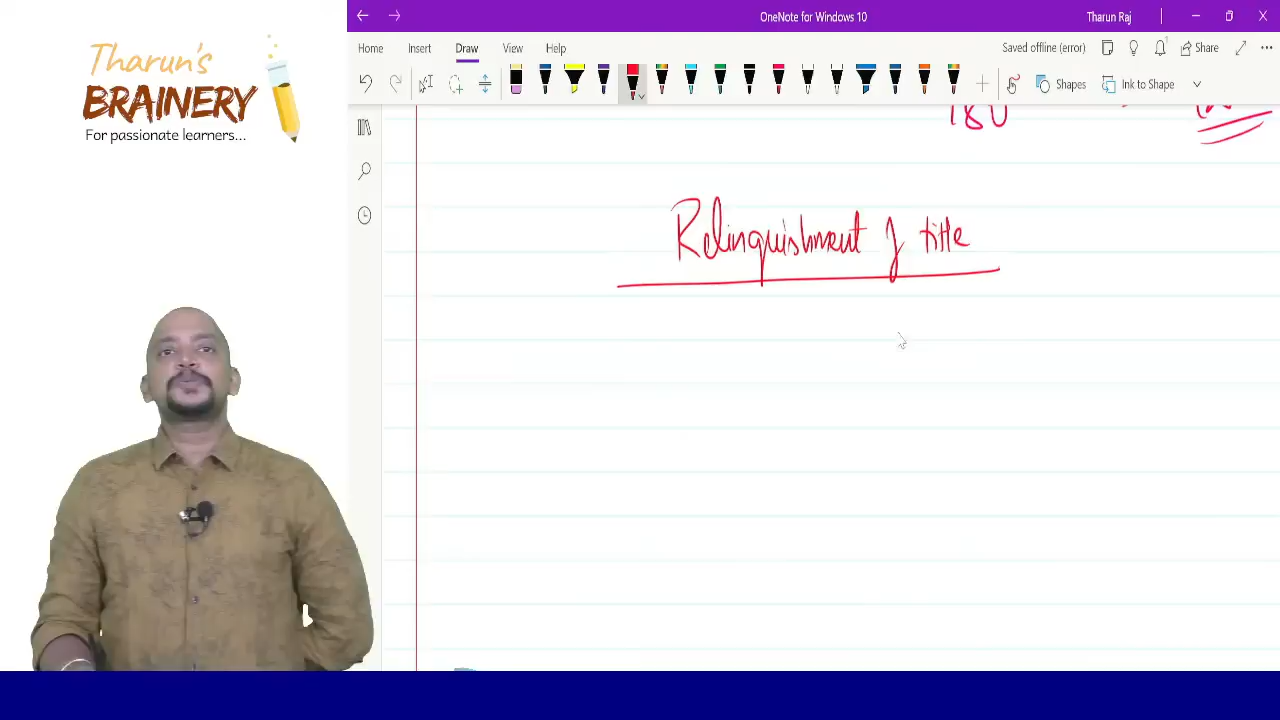 Tharun's
BRAINERY
For passionate learners...
OneNote for Windows 10
Tharun Raj
Home Insert Draw View Help
Saved offline (error)
Share
Shapes
Ink to Shape
180
Relinquishment of title